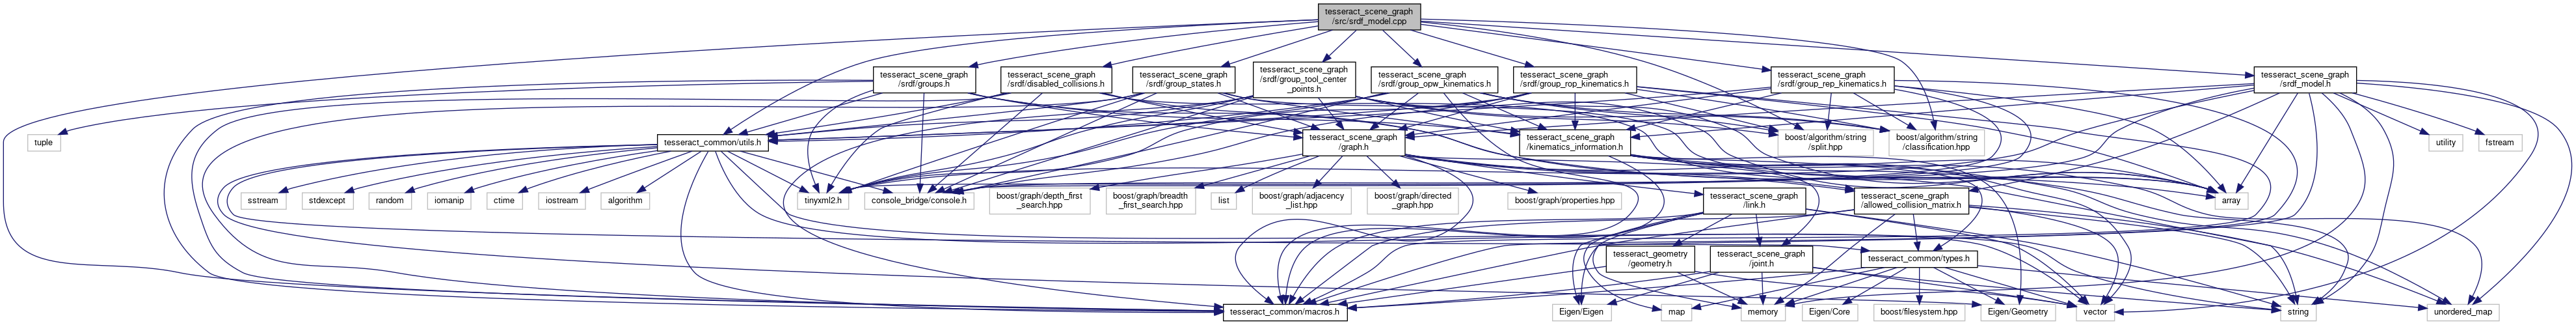 tesseract_scene_graph
/src/srdf_model.cpp
tesseract_scene_graph
/srdf/groups.h
tesseract_scene_graph
/srdf/disabled_collisions.h
tesseract_scene_graph
/srdf/group_states.h
tesseract_scene_graph
/srdf/group_tool_center
_points.h
tesseract_scene_graph
/srdf/group_opw_kinematics.h
tesseract_scene_graph
/srdf/group_rop_kinematics.h
tesseract_scene_graph
/srdf/group_rep_kinematics.h
tesseract_scene_graph
/srdf_model.h
tuple
tesseract_common/utils.h
tesseract_scene_graph
/graph.h
tesseract_scene_graph
/kinematics_information.h
boost/algorithm/string
/split.hpp
boost/algorithm/string
/classification.hpp
utility
fstream
sstream
stdexcept
random
iomanip
ctime
iostream
algorithm
tinyxml2.h
console_bridge/console.h
boost/graph/depth_first
_search.hpp
boost/graph/breadth
_first_search.hpp
list
boost/graph/adjacency
_list.hpp
boost/graph/directed
_graph.hpp
boost/graph/properties.hpp
tesseract_scene_graph
/link.h
tesseract_scene_graph
/allowed_collision_matrix.h
array
tesseract_geometry
/geometry.h
tesseract_scene_graph
/joint.h
tesseract_common/types.h
tesseract_common/macros.h
Eigen/Eigen
map
memory
Eigen/Core
boost/filesystem.hpp
Eigen/Geometry
vector
string
unordered_map